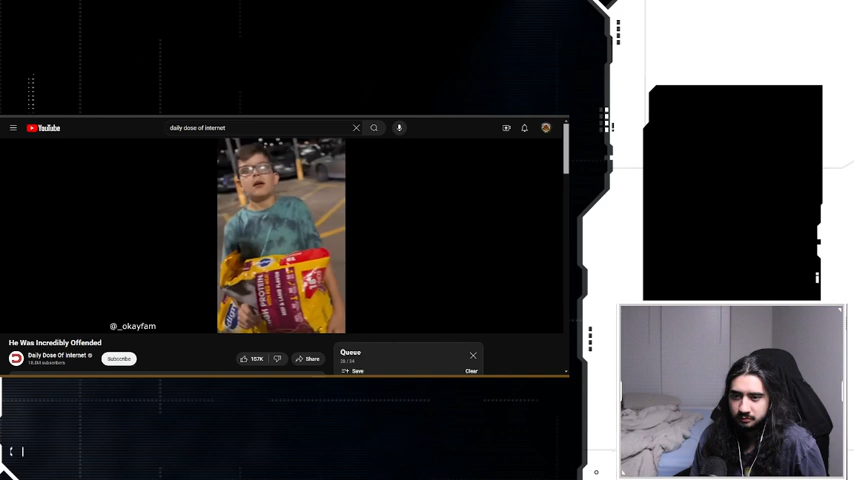 YouTube
daily dose of internet
HIGH PROTEIN
@_okayfam
He Was Incredibly Offended
Daily Dose Of Internet
Subscribe
157K
Share
Queue
Save
Clear